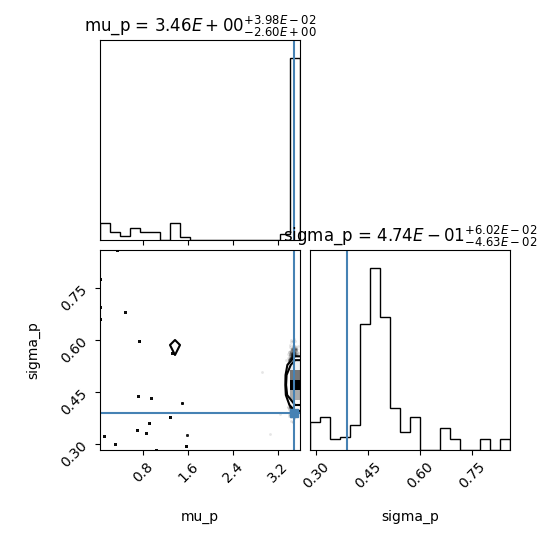 mu_p = 3.46E+00+3.98E−02
−2.60E+00
sigma_p = 4.74E−01+6.02E−02
−4.63E−02
0.75
0.60
0.45
0.30
sigma_p
0.8 1.6 2.4 3.2
0.30 0.45 0.60 0.75
mu_p sigma_p